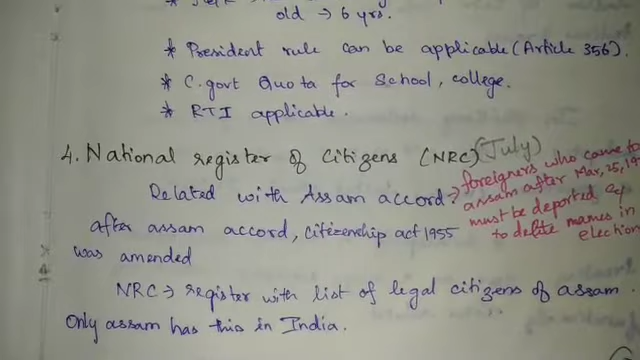 old → 6 yrs.
* President rule can be applicable (Article 356).
* C.govt Quota for School, college.
* RTI applicable.
4. National register of Citizens (NRC) (July)
Related with Assam accord →
foreigners who came to
assam after Mar, 25, 19
must be deported &
to delete names in
election
after assam accord, citizenship act 1955
was amended
NRC → register with list of legal citizens of assam.
Only assam has this in India.